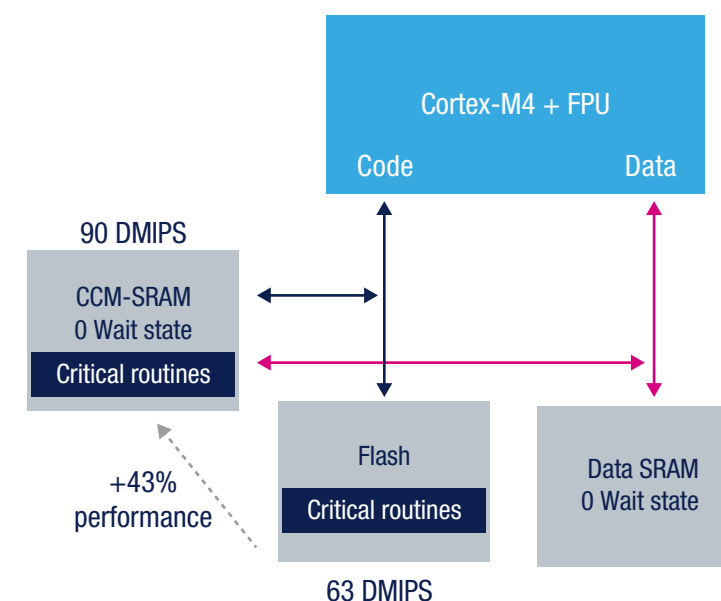 Cortex-M4 + FPU
Code
Data
90 DMIPS
CCM-SRAM
0 Wait state
Critical routines
+43%
performance
Flash
Critical routines
63 DMIPS
Data SRAM
0 Wait state